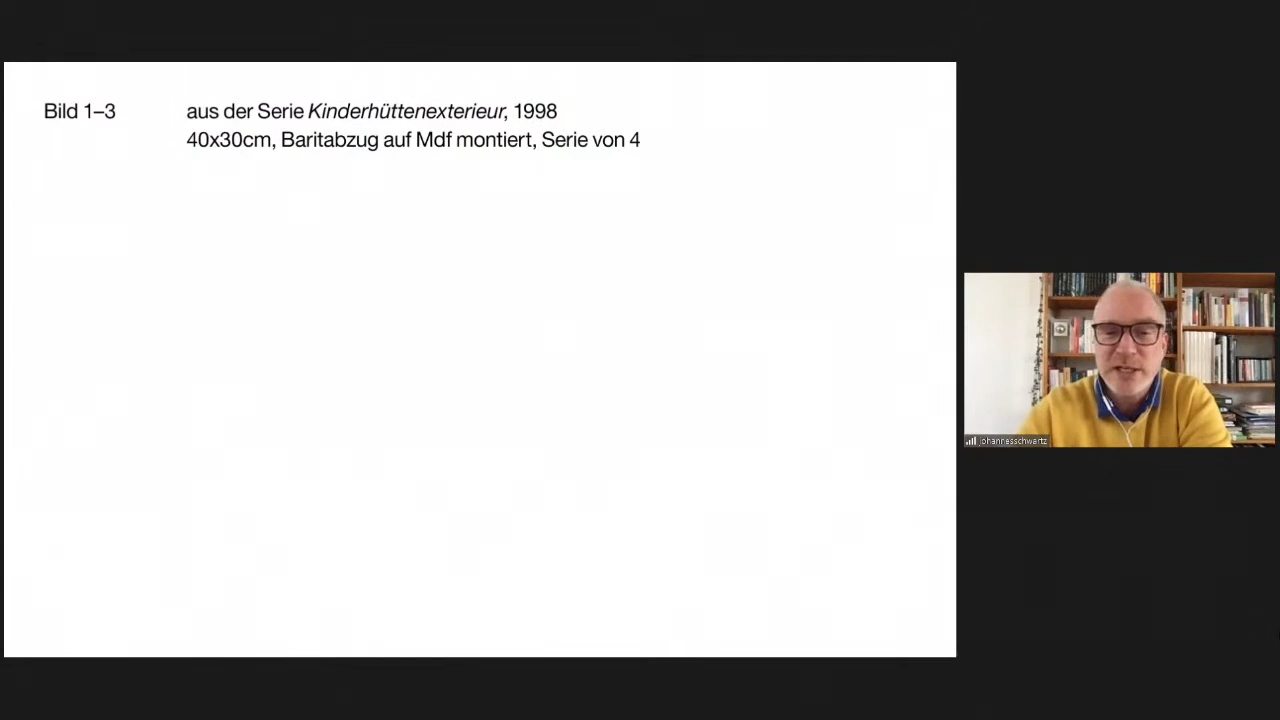 Bild 1–3 aus der Serie Kinderhüttenexterieur, 1998
40x30cm, Baritabzug auf Mdf montiert, Serie von 4
johannesschwartz